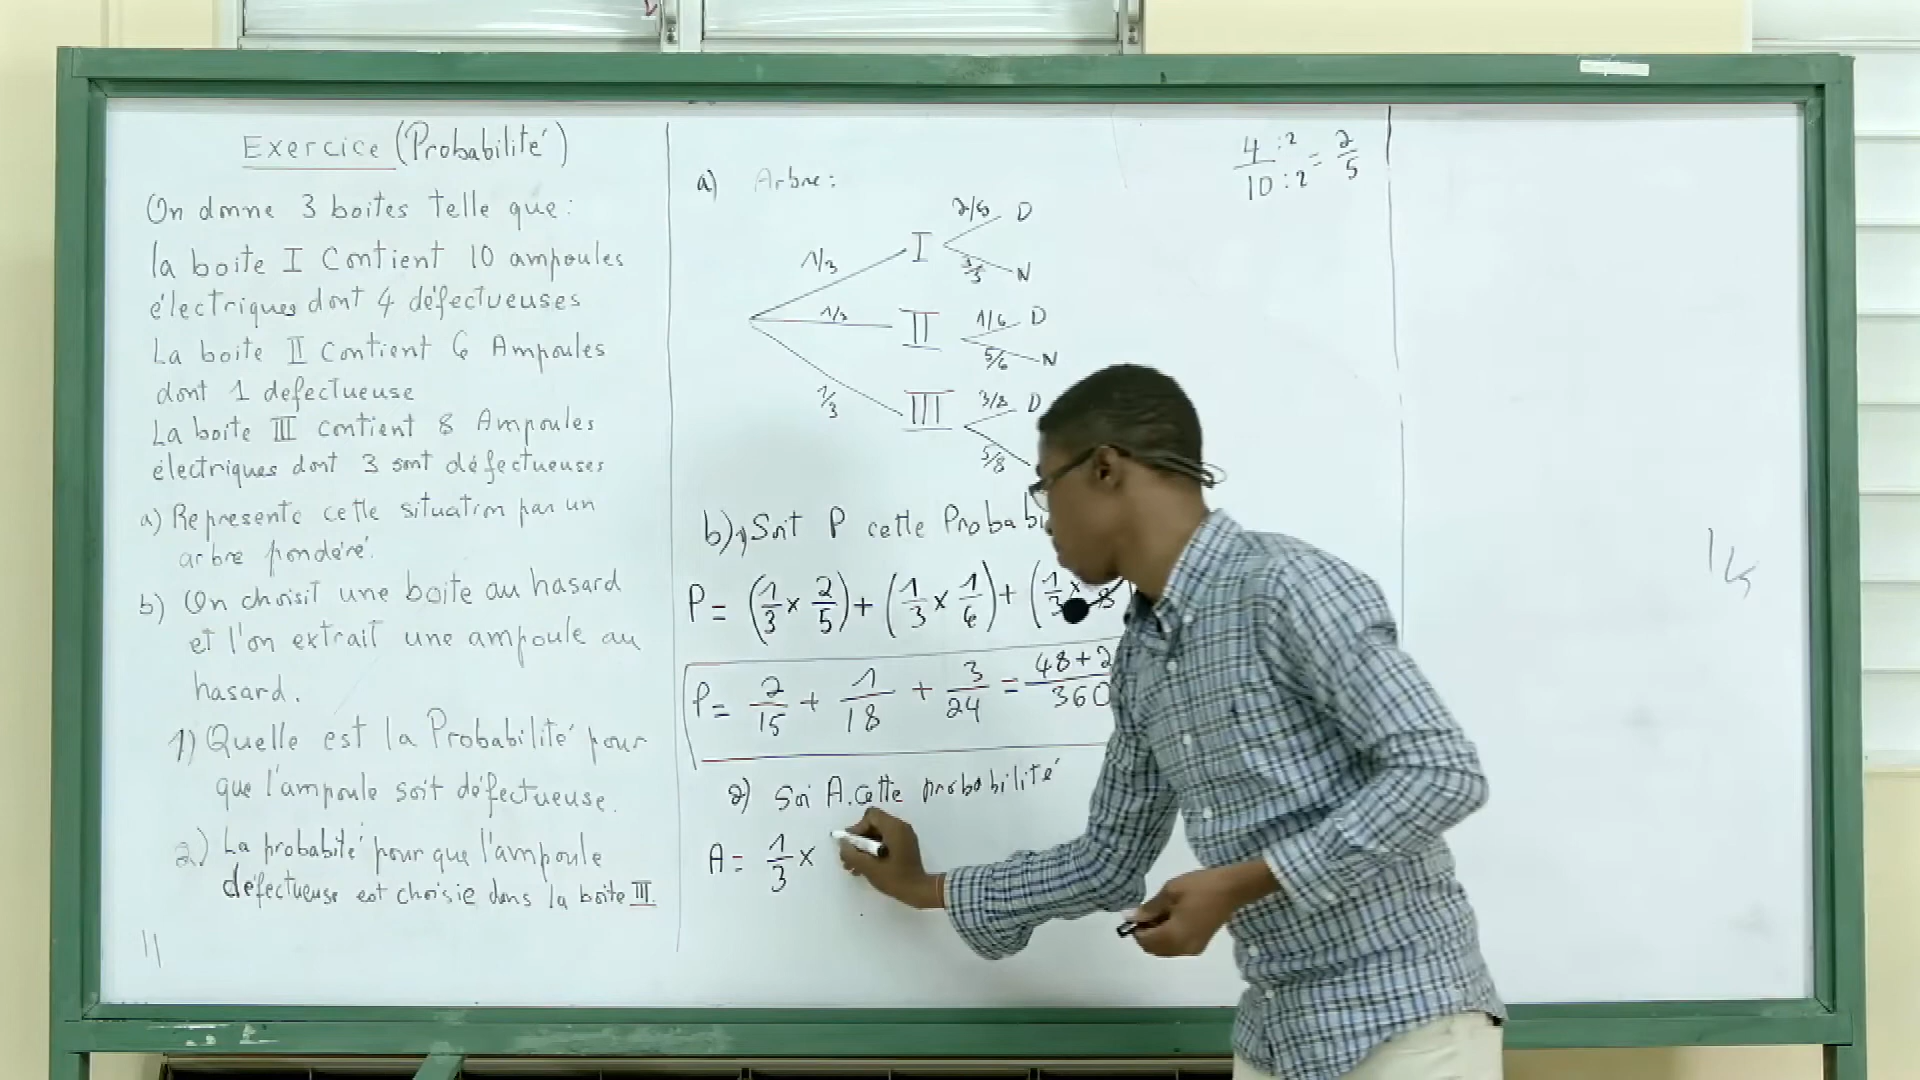 Exercice (Probabilité)
On donne 3 boites telle que:
la boite I Contient 10 ampoules
électriques dont 4 défectueuses
La boite II Contient 6 Ampoules
dont 1 defectueuse
La boite III contient 8 Ampoules
électriques dont 3 sont défectueuses
a) Represente cette situation par un
arbre pondéré.
b) On choisit une boite au hasard
et l'on extrait une ampoule au
hasard.
1) Quelle est la Probabilité pour
que l'ampoule soit défectueuse.
2) La probabité pour que l'ampoule
défectueuse est choisie dans la boite III.
11
a) Arbre:
1/3 I 2/5 D
N
1/3 II 1/6 D
5/6 N
1/3 III 3/8 D
5/8
4:2/10:2 = 2/5
b) 1) Soit P cette Probabi
P = (1/3 × 2/5) + (1/3 × 1/6) + (1/3 × 8
P = 2/15 + 1/18 + 3/24 = 48+2 / 360
2) Soi A. cette probabilité
A = 1/3 ×